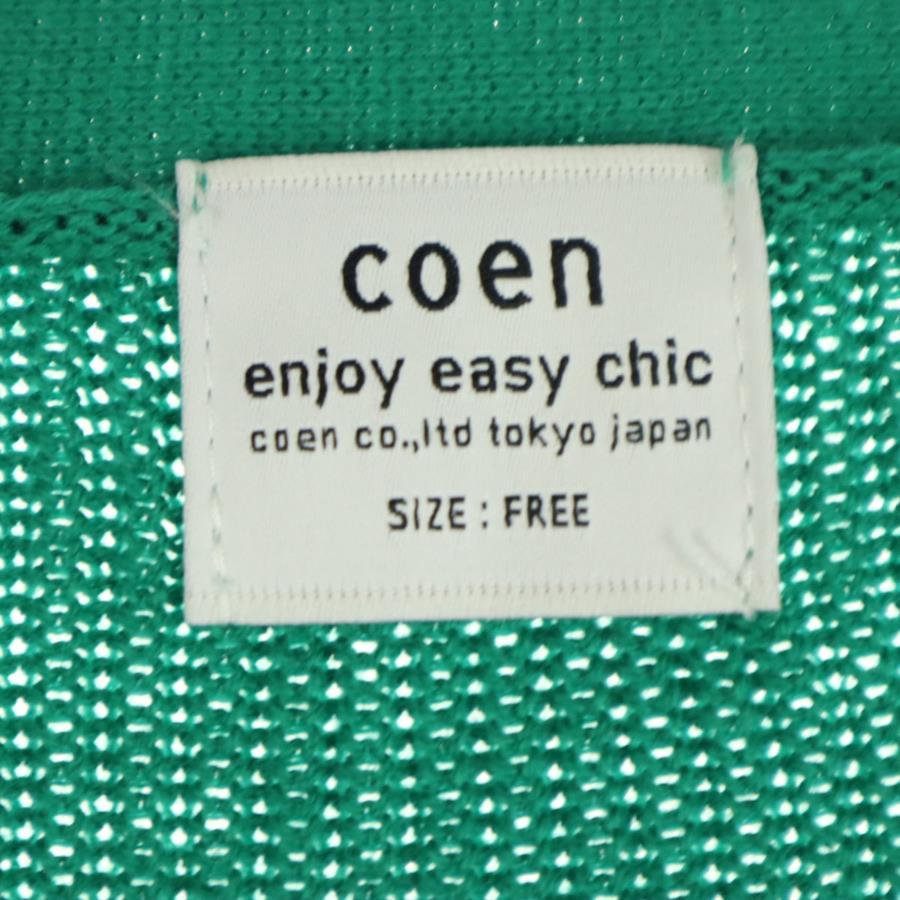 coen
enjoy easy chic
coen co.,ltd tokyo japan
SIZE : FREE